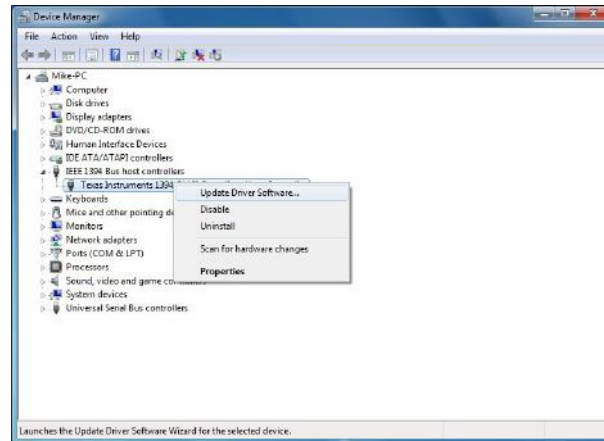 Device Manager
File Action View Help
Mike-PC
Computer
Disk drives
Display adapters
DVD/CD-ROM drives
Human Interface Devices
IDE ATA/ATAPI controllers
IEEE 1394 Bus host controllers
Texas Instruments 1394
Update Driver Software...
Keyboards
Disable
Mice and other pointing
Monitors
Uninstall
Network adapters
Ports (COM & LPT)
Scan for hardware changes
Processors
Properties
Sound, video and game
System devices
Universal Serial Bus controllers
Launches the Update Driver Software Wizard for the selected device.